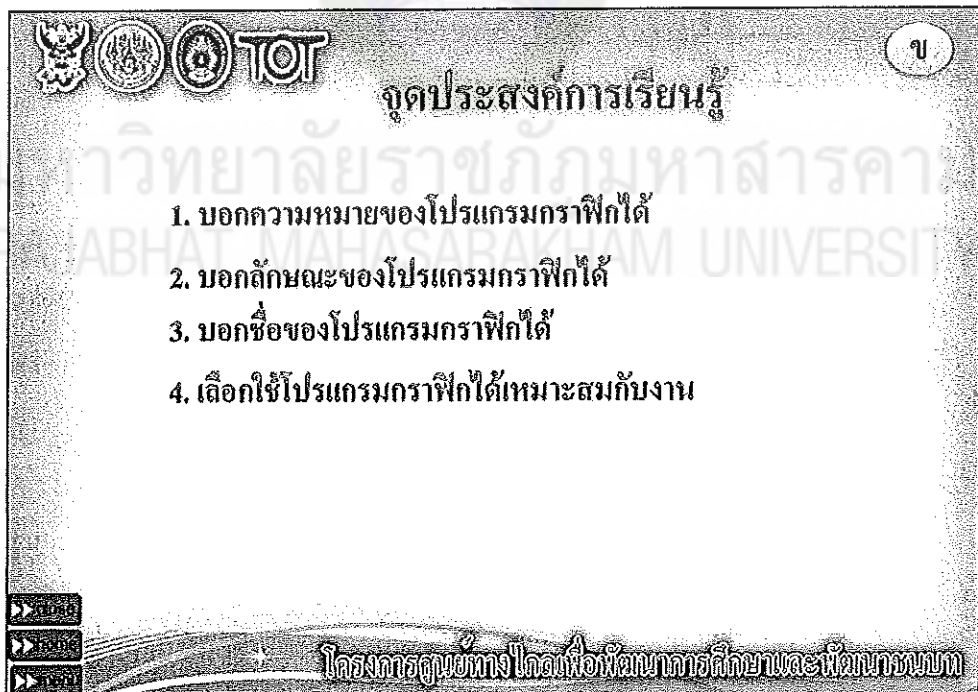 TOT
ข
จุดประสงค์การเรียนรู้
1. บอกความหมายของโปรแกรมกราฟิกได้
2. บอกลักษณะของโปรแกรมกราฟิกได้
3. บอกชื่อของโปรแกรมกราฟิกได้
4. เลือกใช้โปรแกรมกราฟิกได้เหมาะสมกับงาน
โครงการศูนย์ทางไกลเพื่อพัฒนาการศึกษาและพัฒนาชนบท